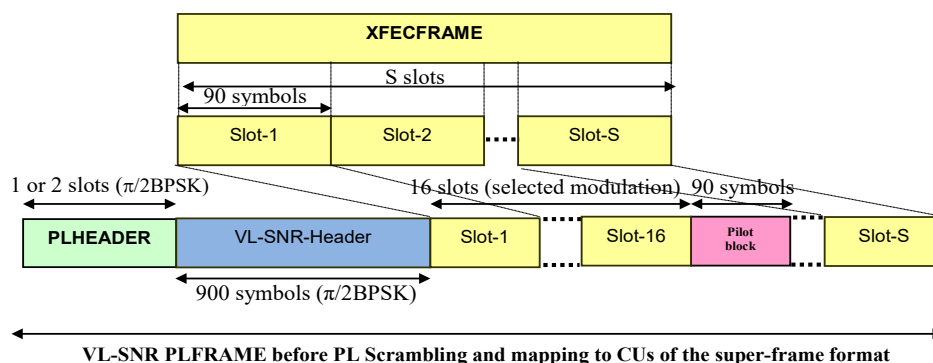 XFECFRAME
S slots
90 symbols
Slot-1 Slot-2 Slot-S
1 or 2 slots (π/2BPSK) 16 slots (selected modulation) 90 symbols
PLHEADER VL-SNR-Header Slot-1 Slot-16 Pilot block Slot-S
900 symbols (π/2BPSK)
VL-SNR PLFRAME before PL Scrambling and mapping to CUs of the super-frame format